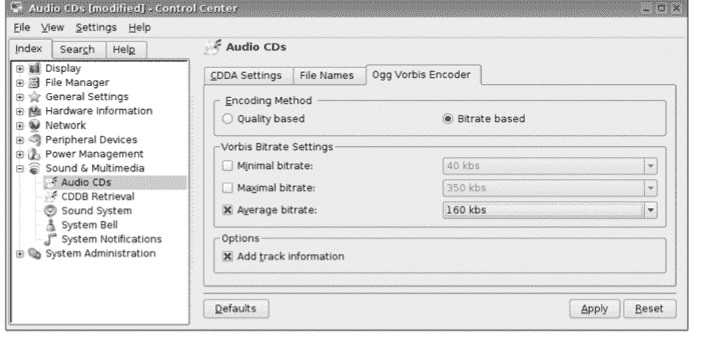 Audio CDs [modified] - Control Center
File View Settings Help
Index Search Help
Display
File Manager
General Settings
Hardware Information
Network
Peripheral Devices
Power Management
Sound & Multimedia
Audio CDs
CDDB Retrieval
Sound System
System Bell
System Notifications
System Administration
Audio CDs
CDDA Settings File Names Ogg Vorbis Encoder
Encoding Method
Quality based Bitrate based
Vorbis Bitrate Settings
Minimal bitrate: 40 kbs
Maximal bitrate: 350 kbs
Average bitrate: 160 kbs
Options
Add track information
Defaults Apply Reset